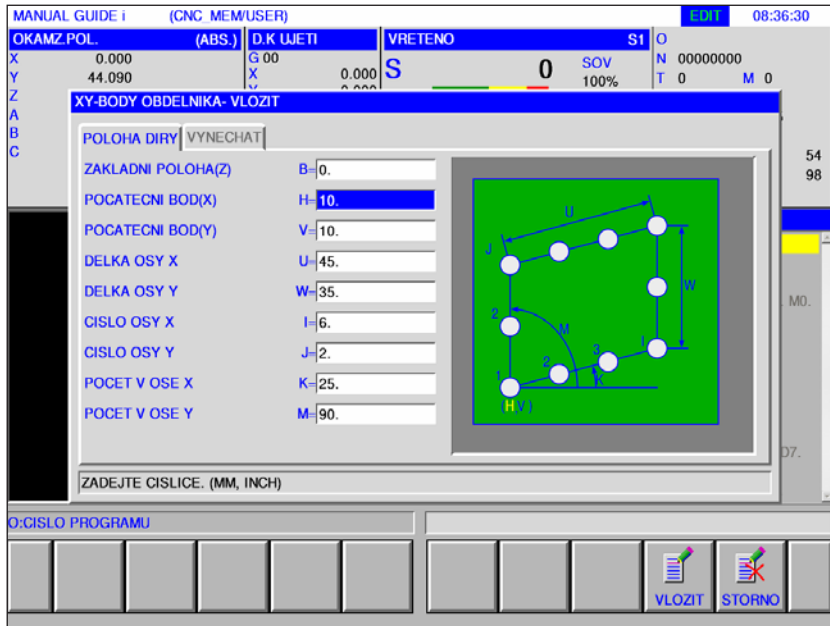 MANUAL GUIDE i (CNC_MEM/USER) EDIT 08:36:30
OKAMZ.POL. (ABS.) D.K UJETI VRETENO S1 O
X 0.000 G 00 S 0 SOV N 00000000
Y 44.090 X 0.000 100% T 0 M 0
Z
A
B
C
54
98
XY-BODY OBDELNIKA- VLOZIT
POLOHA DIRY VYNECHAT
ZAKLADNI POLOHA(Z) B=0.
POCATECNI BOD(X) H=10.
POCATECNI BOD(Y) V=10.
DELKA OSY X U=45.
DELKA OSY Y W=35.
CISLO OSY X I=6.
CISLO OSY Y J=2.
POCET V OSE X K=25.
POCET V OSE Y M=90.
U
J
W
2
M
3
I
2
1
K
(H V)
M0.
D7.
ZADEJTE CISLICE. (MM, INCH)
O:CISLO PROGRAMU
VLOZIT STORNO